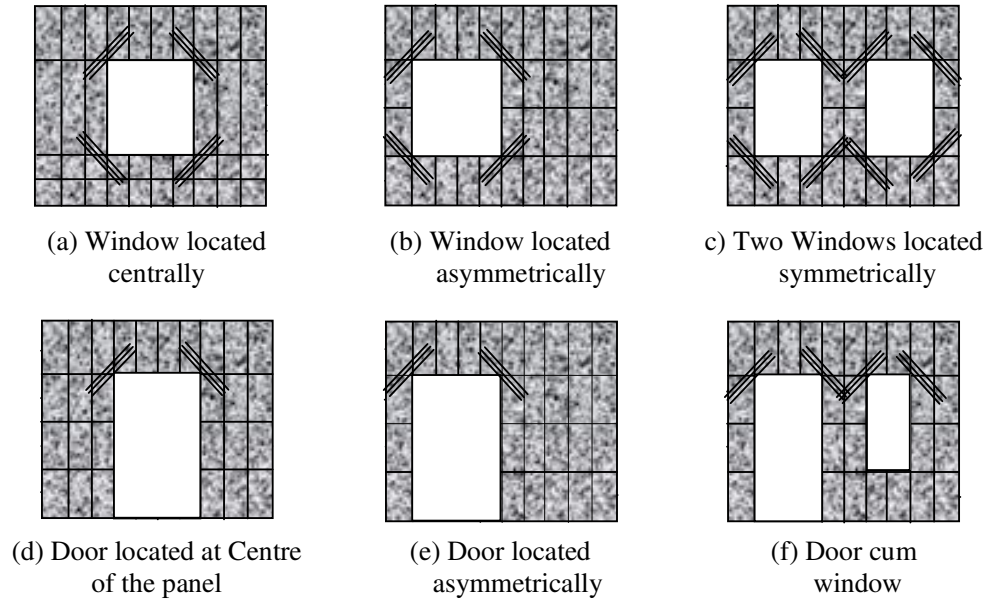 (a) Window located
centrally
(b) Window located
asymmetrically
c) Two Windows located
symmetrically
(d) Door located at Centre
of the panel
(e) Door located
asymmetrically
(f) Door cum
window